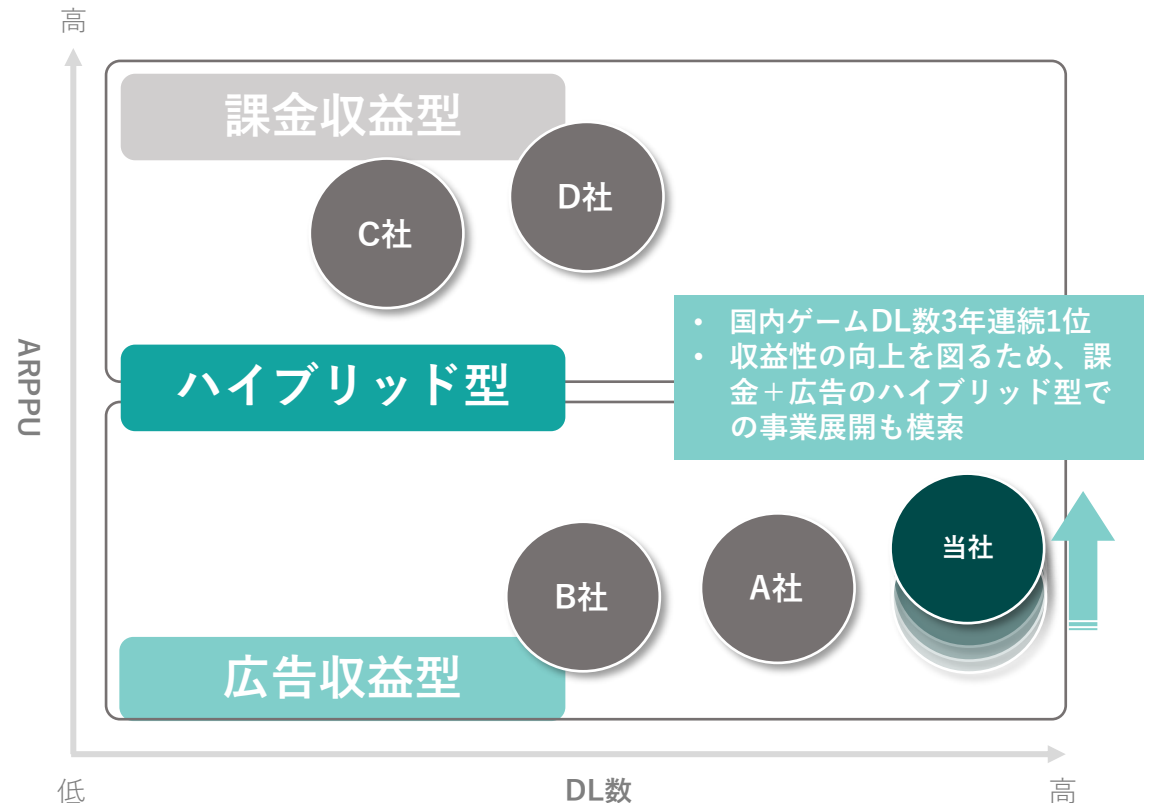 高
課金収益型
D社
C社
・ 国内ゲームDL数3年連続1位
・ 収益性の向上を図るため、課
金＋広告のハイブリッド型で
の事業展開も模索
ハイブリッド型
ARPPU
当社
A社
B社
広告収益型
低
DL数
高